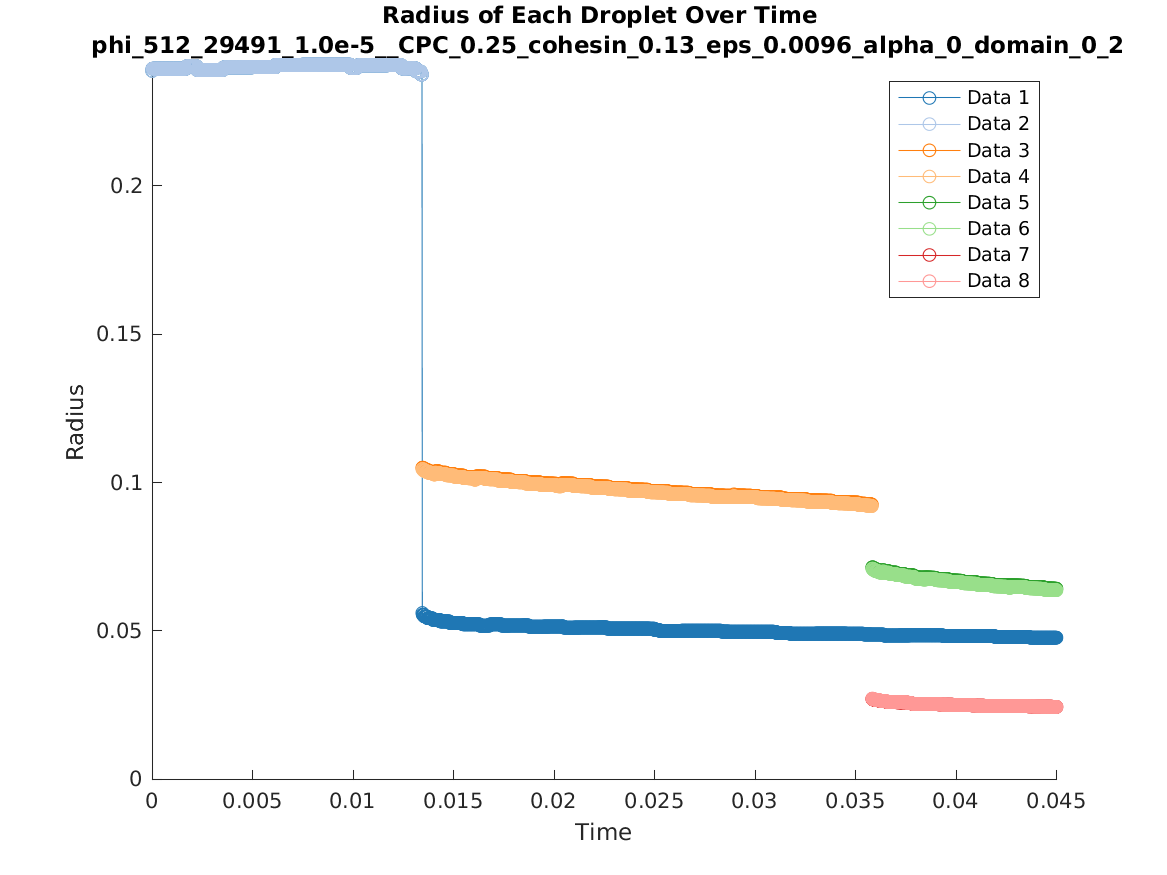 Radius of Each Droplet Over Time
phi_512_29491_1.0e-5__CPC_0.25_cohesin_0.13_eps_0.0096_alpha_0_domain_0_2
Data 1
Data 2
Data 3
Data 4
Data 5
Data 6
Data 7
Data 8
Radius
0.2
0.15
0.1
0.05
0
0 0.005 0.01 0.015 0.02 0.025 0.03 0.035 0.04 0.045
Time